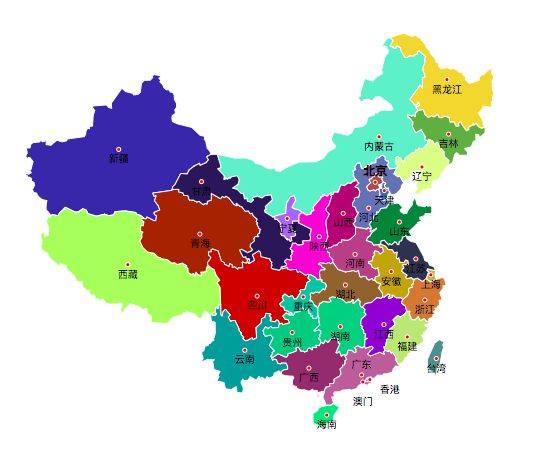 黑龙江
吉林
内蒙古
新疆
北京
辽宁
甘肃
天津
河北
宁夏
山西
山东
陕西
青海
河南
江苏
西藏
安徽
上海
湖北
四川
重庆
浙江
江西
湖南
贵州
福建
云南
台湾
广东
广西
香港
澳门
海南